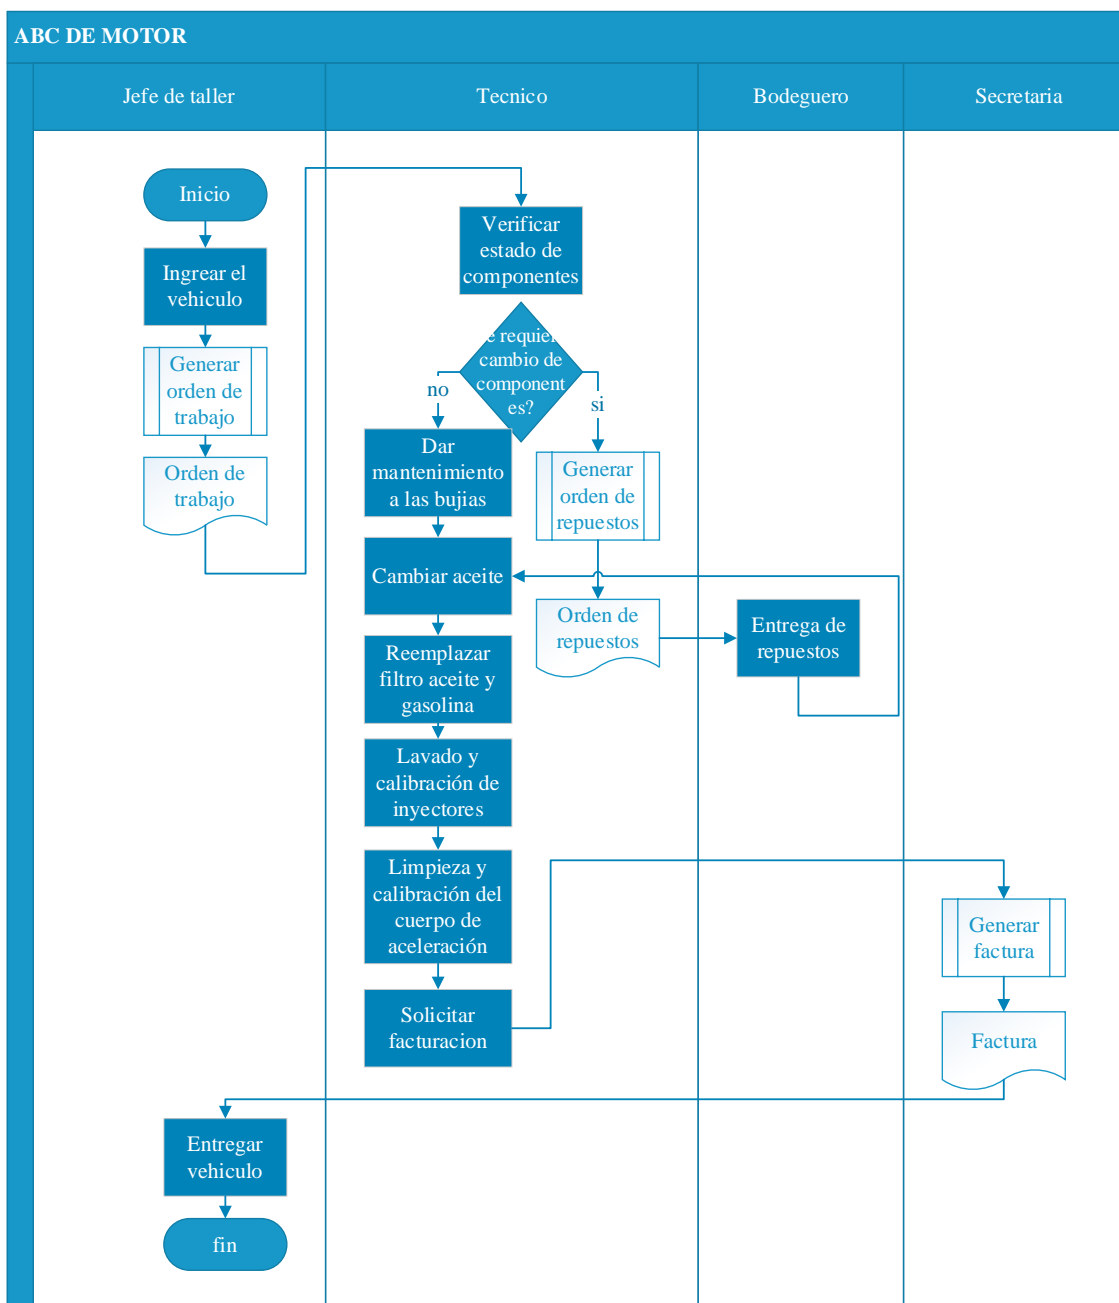 ABC DE MOTOR
Jefe de taller
Tecnico
Bodeguero
Secretaria
Inicio
Ingrear el
vehiculo
Generar
orden de
trabajo
Orden de
trabajo
Verificar
estado de
componentes
e requier
cambio de
component
es?
no
si
Dar
mantenimiento
a las bujias
Generar
orden de
repuestos
Cambiar aceite
Orden de
repuestos
Entrega de
repuestos
Reemplazar
filtro aceite y
gasolina
Lavado y
calibración de
inyectores
Limpieza y
calibración del
cuerpo de
aceleración
Solicitar
facturacion
Generar
factura
Factura
Entregar
vehiculo
fin